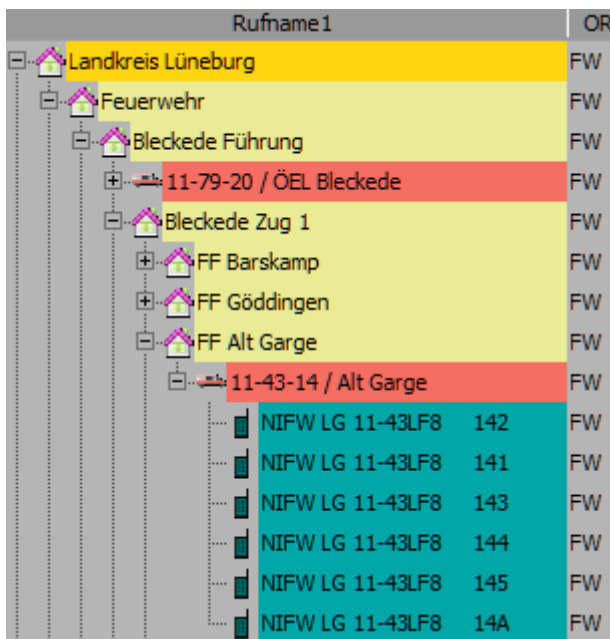 Rufname1 OR
Landkreis Lüneburg FW
Feuerwehr FW
Bleckede Führung FW
11-79-20 / ÖEL Bleckede FW
Bleckede Zug 1 FW
FF Barskamp FW
FF Göddingen FW
FF Alt Garge FW
11-43-14 / Alt Garge FW
NIFW LG 11-43LF8 142 FW
NIFW LG 11-43LF8 141 FW
NIFW LG 11-43LF8 143 FW
NIFW LG 11-43LF8 144 FW
NIFW LG 11-43LF8 145 FW
NIFW LG 11-43LF8 14A FW